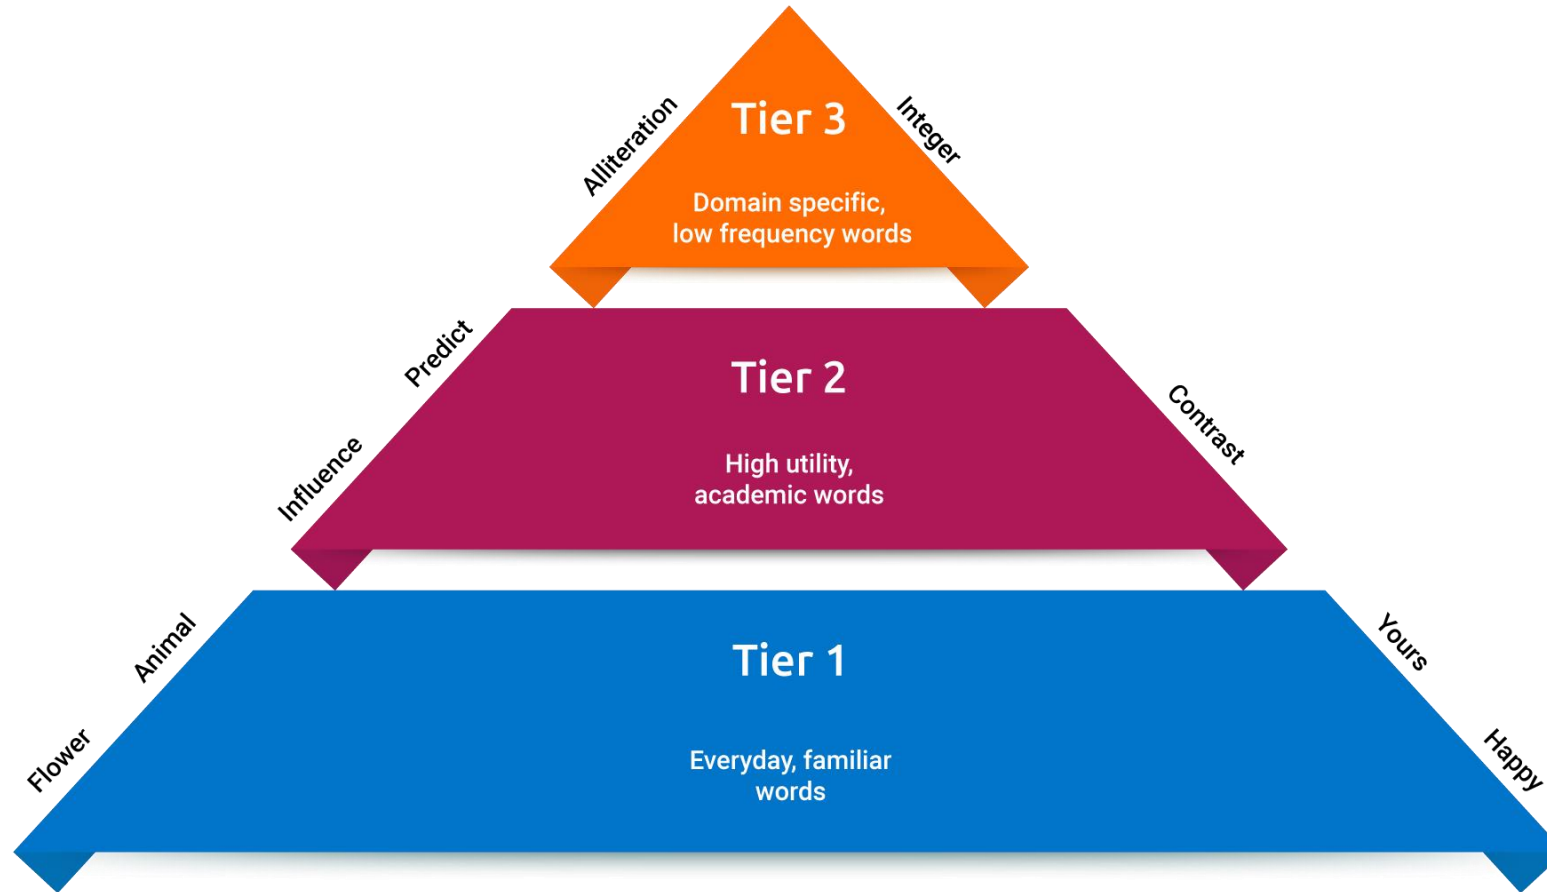 Alliteration
Tier 3
Integer
Domain specific,
low frequency words
Predict
Influence
Tier 2
Contrast
High utility,
academic words
Animal
Flower
Tier 1
Yours
Happy
Everyday, familiar
words